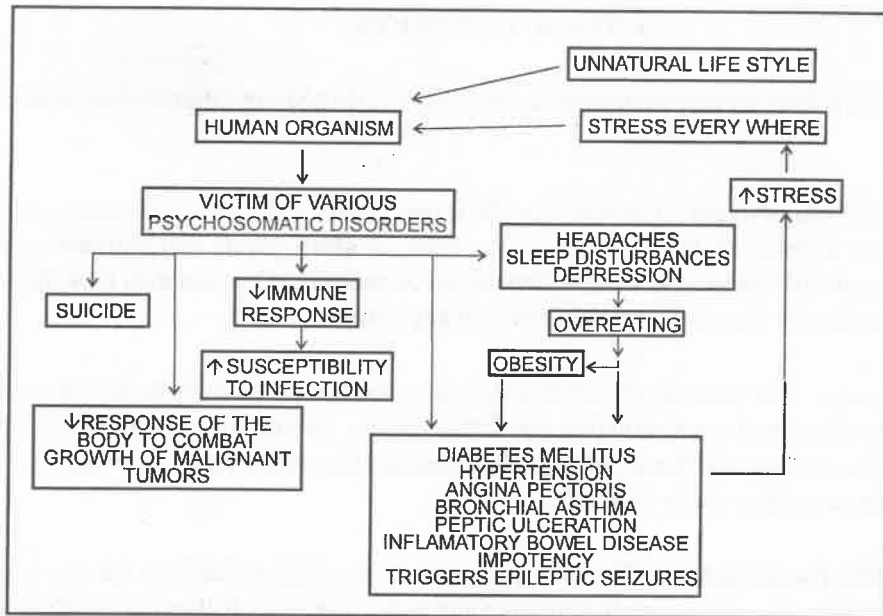 UNNATURAL LIFE STYLE
HUMAN ORGANISM
STRESS EVERY WHERE
↑STRESS
VICTIM OF VARIOUS
PSYCHOSOMATIC DISORDERS
HEADACHES
SLEEP DISTURBANCES
DEPRESSION
SUICIDE
↓IMMUNE
RESPONSE
OVEREATING
↑ SUSCEPTIBILITY
TO INFECTION
OBESITY
↓RESPONSE OF THE
BODY TO COMBAT
GROWTH OF MALIGNANT
TUMORS
DIABETES MELLITUS
HYPERTENSION
ANGINA PECTORIS
BRONCHIAL ASTHMA
PEPTIC ULCERATION
INFLAMATORY BOWEL DISEASE
IMPOTENCY
TRIGGERS EPILEPTIC SEIZURES